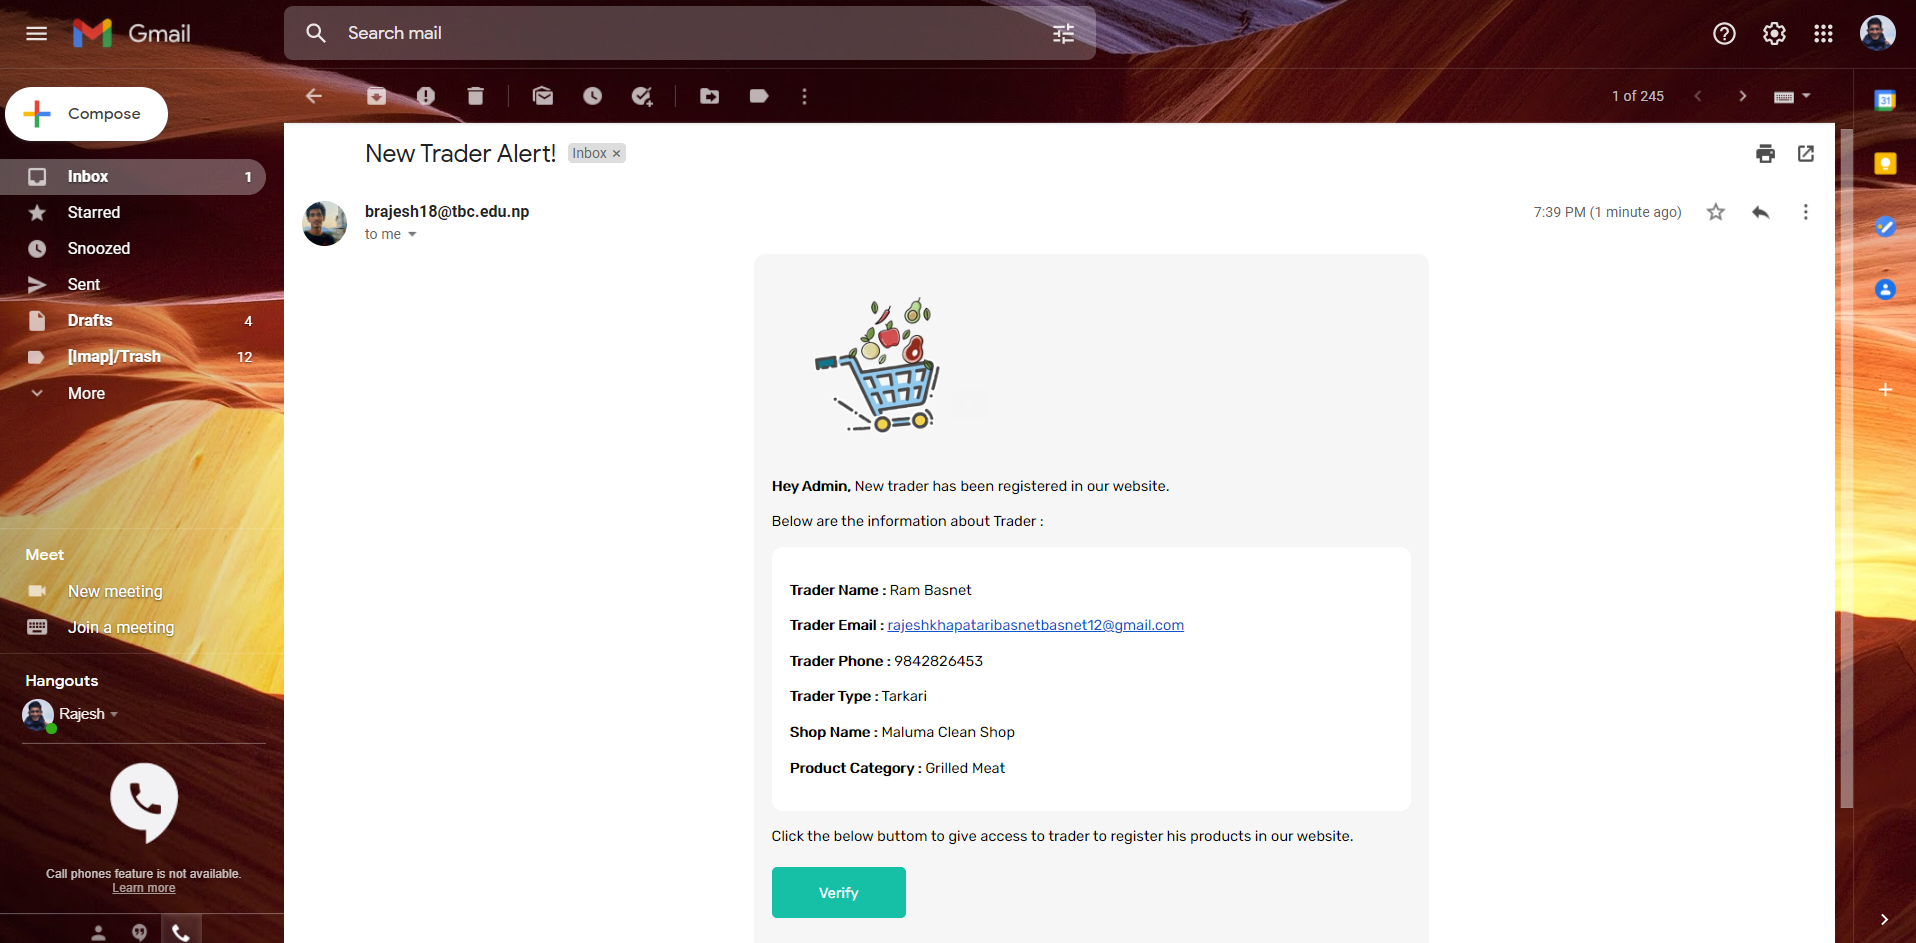 Gmail
Search mail
Compose
1 of 245
31
New Trader Alert!
Inbox ×
Inbox 1
Starred
Snoozed
Sent
Drafts 4
[Imap]/Trash 12
More
brajesh18@tbc.edu.np
to me
7:39 PM (1 minute ago)
Hey Admin, New trader has been registered in our website.
Below are the information about Trader :
Trader Name : Ram Basnet
Trader Email : rajeshkhapataribasnetbasnet12@gmail.com
Trader Phone : 9842826453
Trader Type : Tarkari
Shop Name : Maluma Clean Shop
Product Category : Grilled Meat
Click the below buttom to give access to trader to register his products in our website.
Verify
Meet
New meeting
Join a meeting
Hangouts
Rajesh
Call phones feature is not available.
Learn more